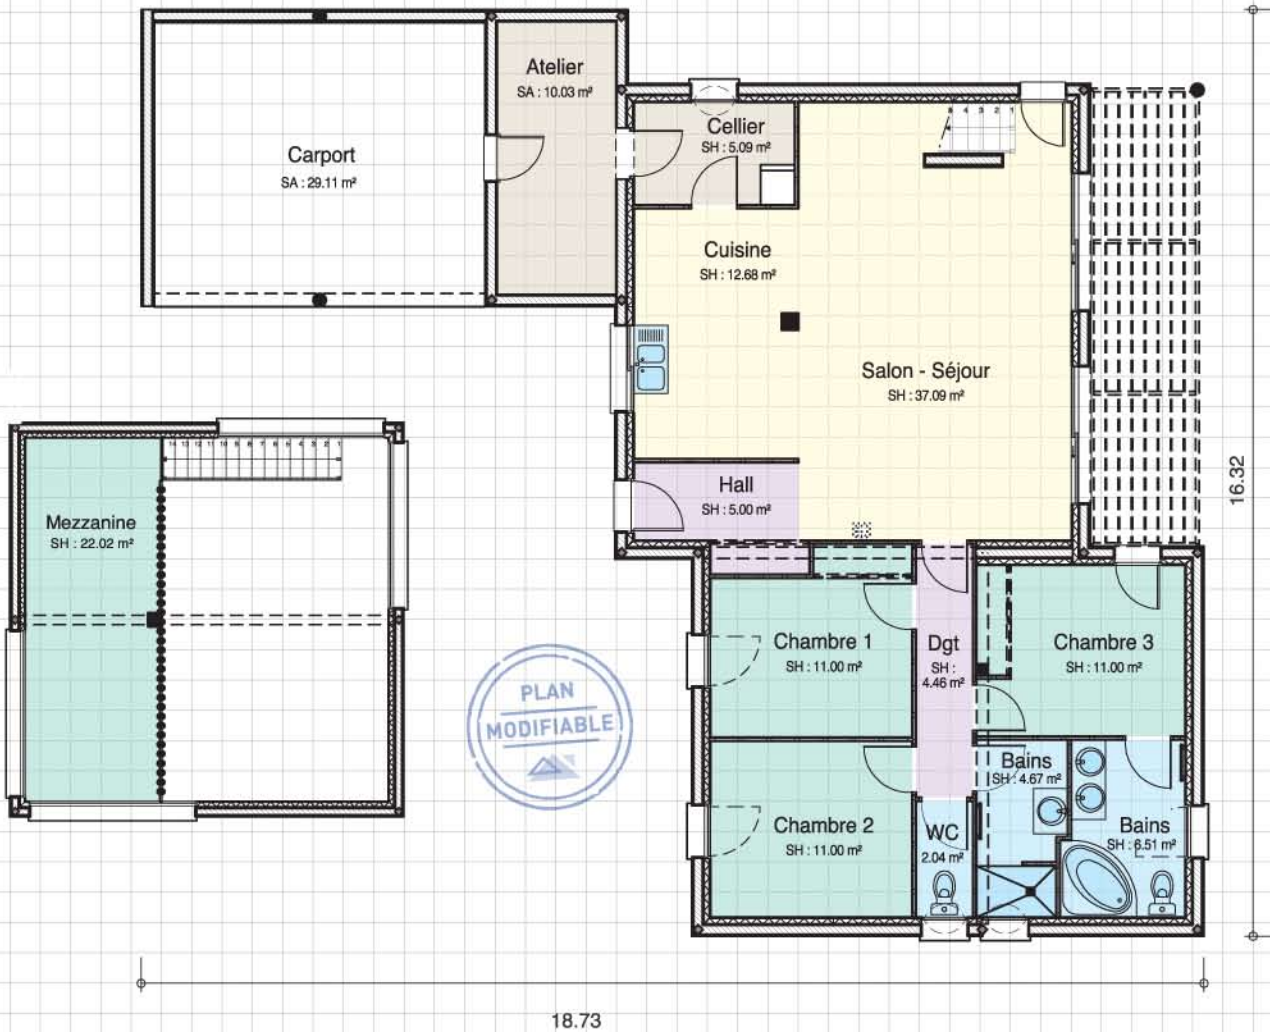 Atelier
SA : 10.03 m²
Carport
SA : 29.11 m²
Cellier
SH : 5.09 m²
Cuisine
SH : 12.68 m²
Salon - Séjour
SH : 37.09 m²
Hall
SH : 5.00 m²
16.32
Mezzanine
SH : 22.02 m²
Chambre 1
SH : 11.00 m²
Dgt
SH :
4.46 m²
Chambre 3
SH : 11.00 m²
PLAN
MODIFIABLE
Bains
SH : 4.67 m²
Chambre 2
SH : 11.00 m²
WC
2.04 m²
Bains
SH : 6.51 m²
18.73